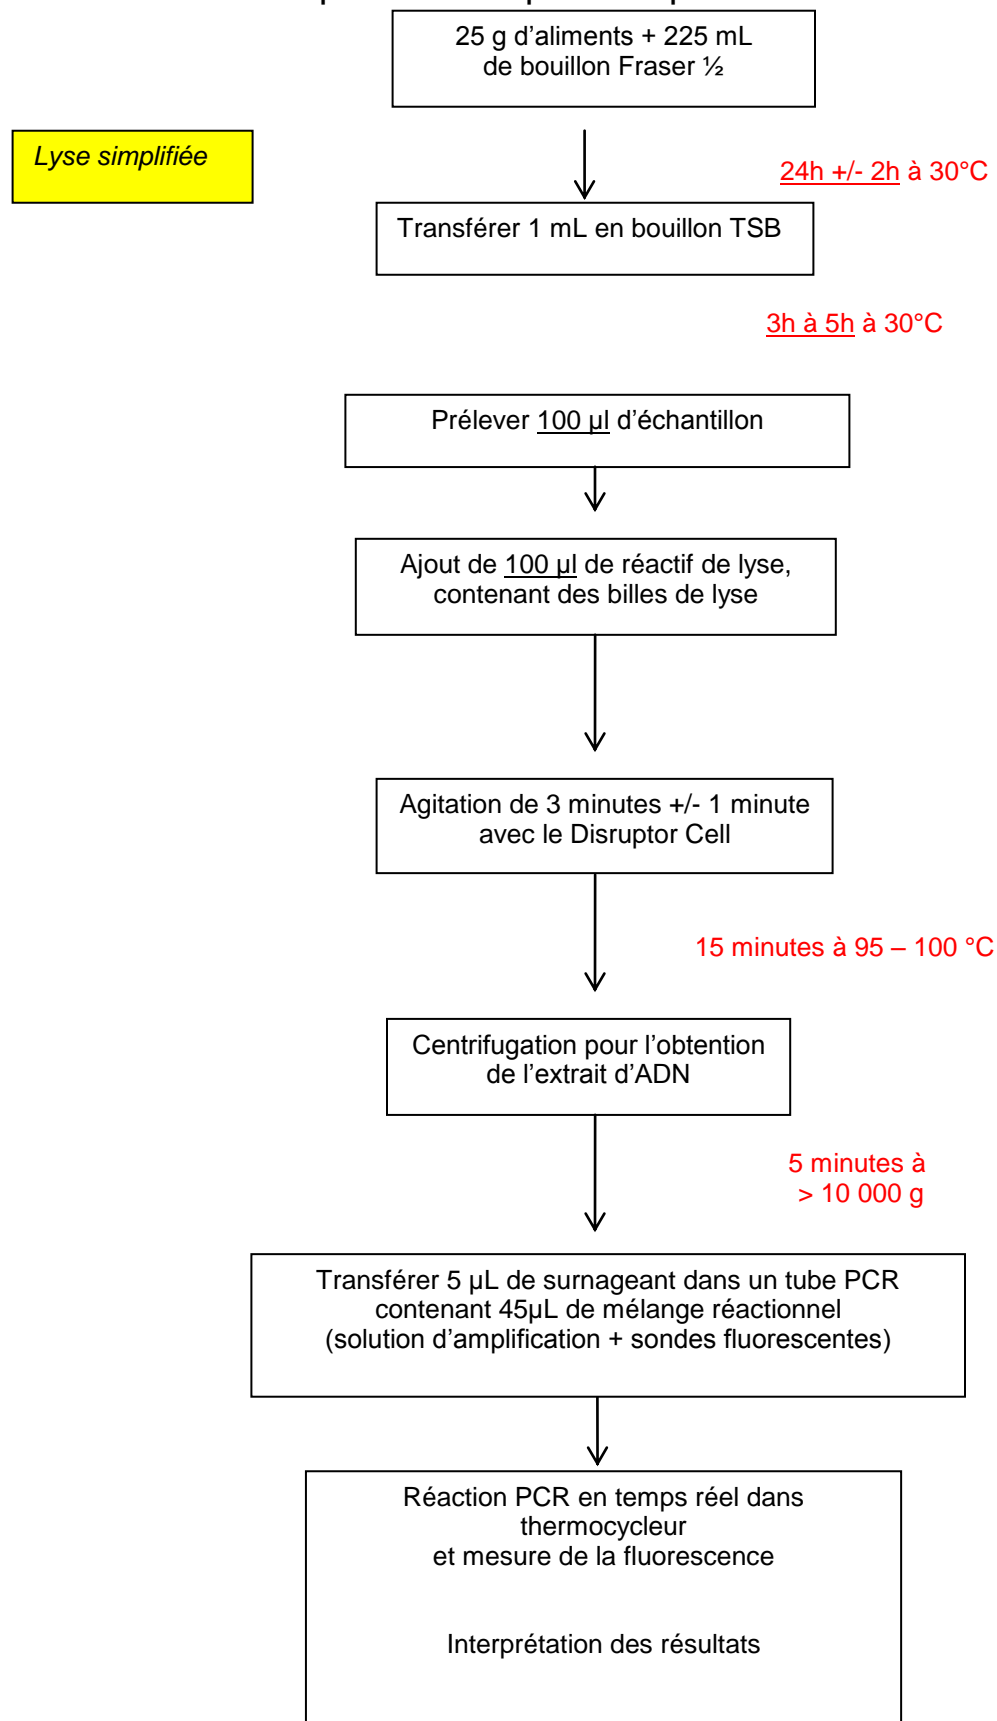 25 g d'aliments + 225 mL
de bouillon Fraser ½
Lyse simplifiée
24h +/- 2h à 30°C
Transférer 1 mL en bouillon TSB
3h à 5h à 30°C
Prélever 100 µl d'échantillon
Ajout de 100 µl de réactif de lyse,
contenant des billes de lyse
Agitation de 3 minutes +/- 1 minute
avec le Disruptor Cell
15 minutes à 95 – 100 °C
Centrifugation pour l'obtention
de l'extrait d'ADN
5 minutes à
> 10 000 g
Transférer 5 µL de surnageant dans un tube PCR
contenant 45µL de mélange réactionnel
(solution d'amplification + sondes fluorescentes)
Réaction PCR en temps réel dans
thermocycleur
et mesure de la fluorescence
Interprétation des résultats